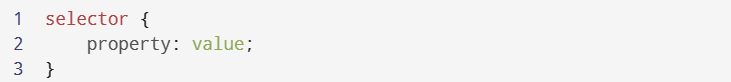 1 selector {
2     property: value;
3 }